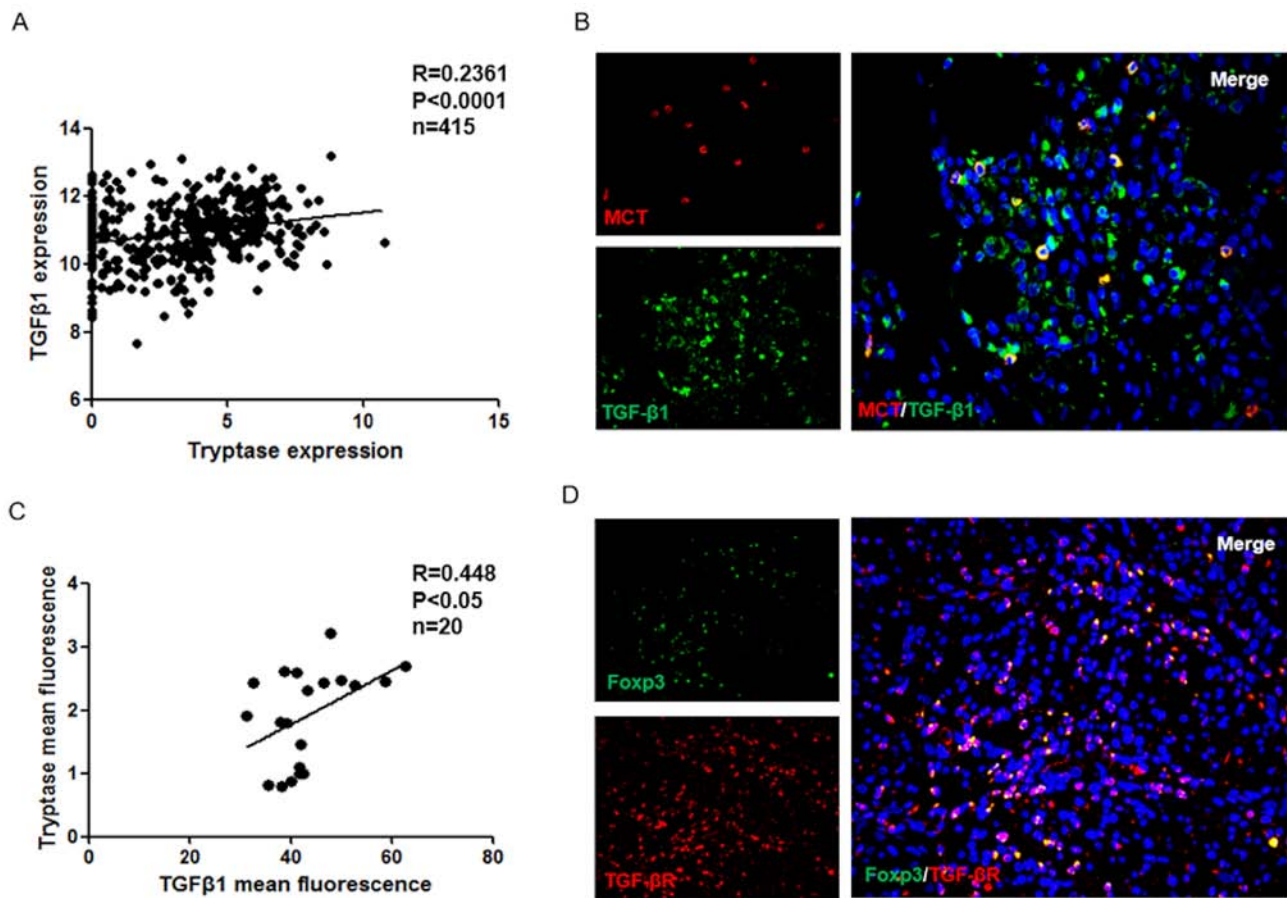 A
R=0.2361
P<0.0001
n=415
14
12
10
8
6
0
5
10
15
TGFβ1 expression
Tryptase expression
B
MCT
TGF-β1
Merge
MCT/TGF-β1
C
R=0.448
P<0.05
n=20
4
3
2
1
0
0
20
40
60
80
Tryptase mean fluorescence
TGFβ1 mean fluorescence
D
Foxp3
TGF-βR
Merge
Foxp3/TGF-βR